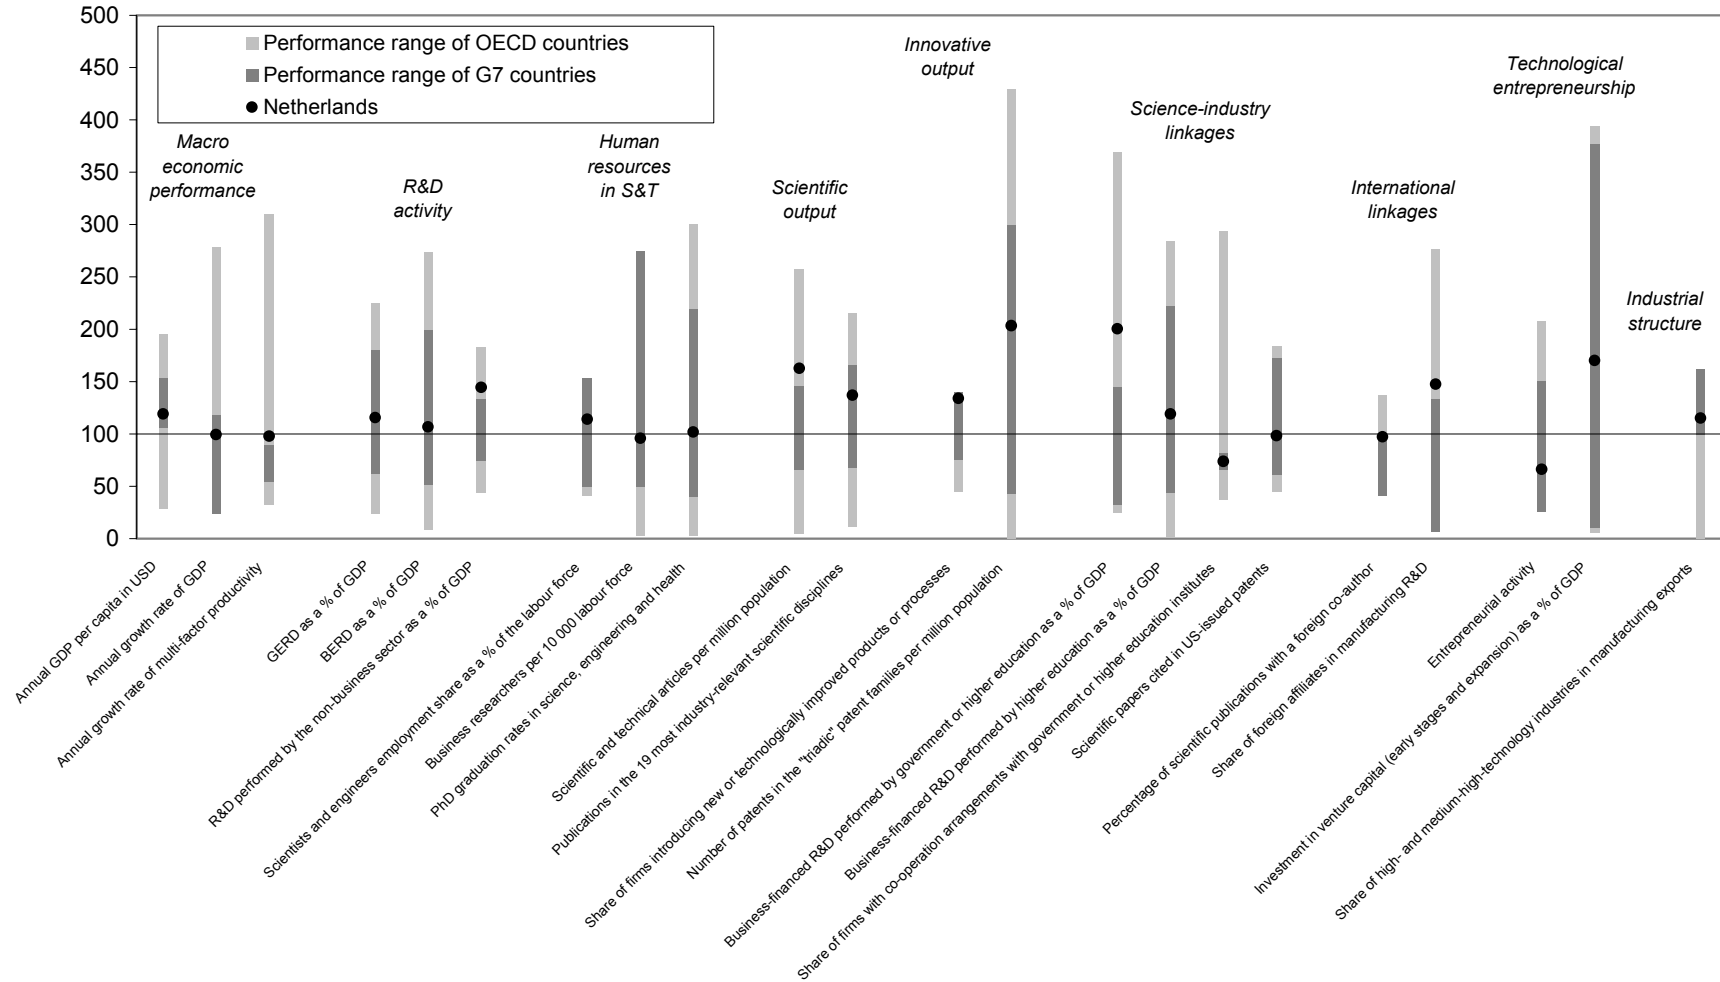 500
450
400
350
300
250
200
150
100
50
0
Performance range of OECD countries
Performance range of G7 countries
Netherlands
Macro
economic
performance
R&D
activity
Human
resources
in S&T
Scientific
output
Innovative
output
Science-industry
linkages
International
linkages
Technological
entrepreneurship
Industrial
structure
Annual GDP per capita in USD
Annual growth rate of GDP
Annual growth rate of multi-factor productivity
GERD as a % of GDP
BERD as a % of GDP
R&D performed by the non-business sector as a % of GDP
Scientists and engineers employment share as a % of the labour force
Business researchers per 10 000 labour force
PhD graduation rates in science, engineering and health
Scientific and technical articles per million population
Publications in the 19 most industry-relevant scientific disciplines
Share of firms introducing new or technologically improved products or processes
Number of patents in the "triadic" patent families per million population
Business-financed R&D performed by government or higher education as a % of GDP
Business-financed R&D performed by higher education as a % of GDP
Share of firms with co-operation arrangements with government or higher education institutes
Scientific papers cited in US-issued patents
Percentage of scientific publications with a foreign co-author
Share of foreign affiliates in manufacturing R&D
Entrepreneurial activity
Investment in venture capital (early stages and expansion) as a % of GDP
Share of high- and medium-high-technology industries in manufacturing exports